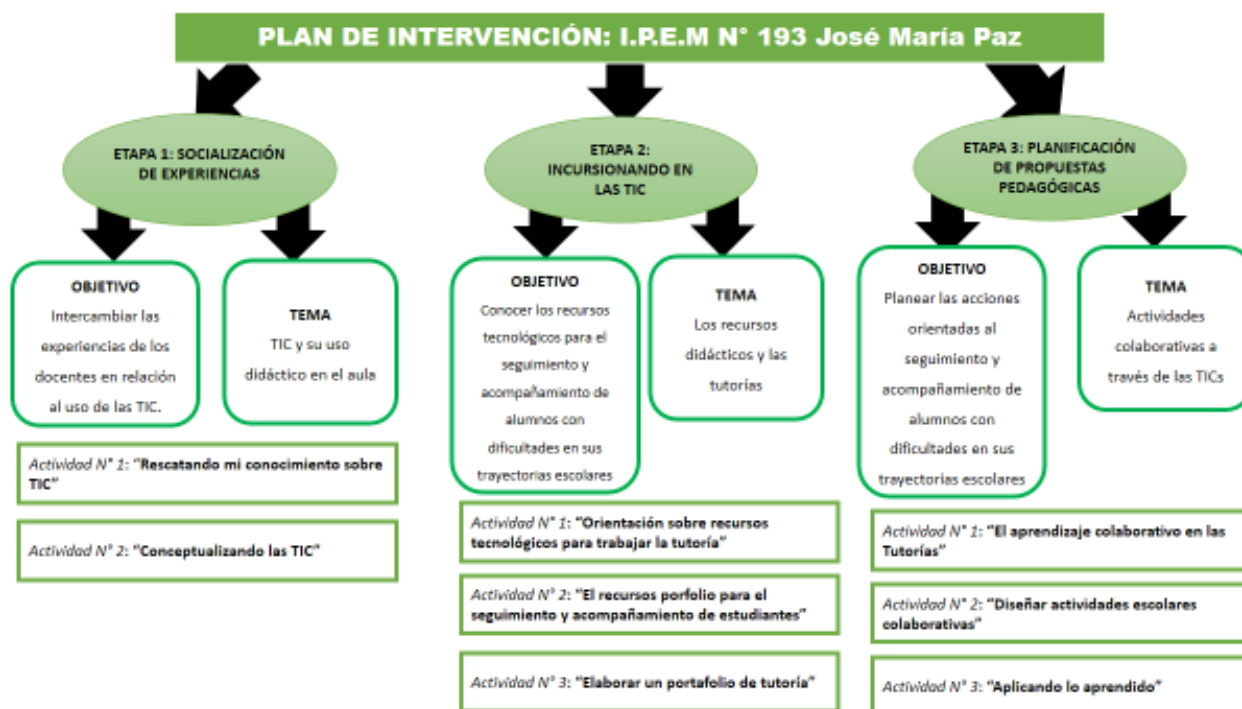 PLAN DE INTERVENCIÓN: I.P.E.M N° 193 José María Paz
ETAPA 1: SOCIALIZACIÓN
DE EXPERIENCIAS
OBJETIVO
Intercambiar las
experiencias de los
docentes en relación
al uso de las TIC.
TEMA
TIC y su uso
didáctico en el aula
Actividad N° 1: “Rescatando mi conocimiento sobre
TIC”
Actividad N° 2: “Conceptualizando las TIC”
ETAPA 2:
INCURSIONANDO EN
LAS TIC
OBJETIVO
Conocer los recursos
tecnológicos para el
seguimiento y
acompañamiento de
alumnos con
dificultades en sus
trayectorias escolares
TEMA
Los recursos
didácticos y las
tutorías
Actividad N° 1: “Orientación sobre recursos
tecnológicos para trabajar la tutoría”
Actividad N° 2: “El recursos porfolio para el
seguimiento y acompañamiento de estudiantes”
Actividad N° 3: “Elaborar un portafolio de tutoría”
ETAPA 3: PLANIFICACIÓN
DE PROPUESTAS
PEDAGÓGICAS
OBJETIVO
Planear las acciones
orientadas al
seguimiento y
acompañamiento de
alumnos con
dificultades en sus
trayectorias escolares
TEMA
Actividades
colaborativas a
través de las TICs
Actividad N° 1: “El aprendizaje colaborativo en las
Tutorías”
Actividad N° 2: “Diseñar actividades escolares
colaborativas”
Actividad N° 3: “Aplicando lo aprendido”